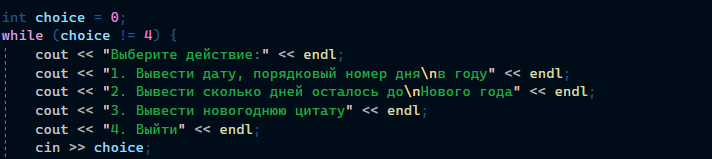 int choice = 0;
while (choice != 4) {
cout << "Выберите действие:" << endl;
cout << "1. Вывести дату, порядковый номер дня\nв году" << endl;
cout << "2. Вывести сколько дней осталось до\nНового года" << endl;
cout << "3. Вывести новогоднюю цитату" << endl;
cout << "4. Выйти" << endl;
cin >> choice;